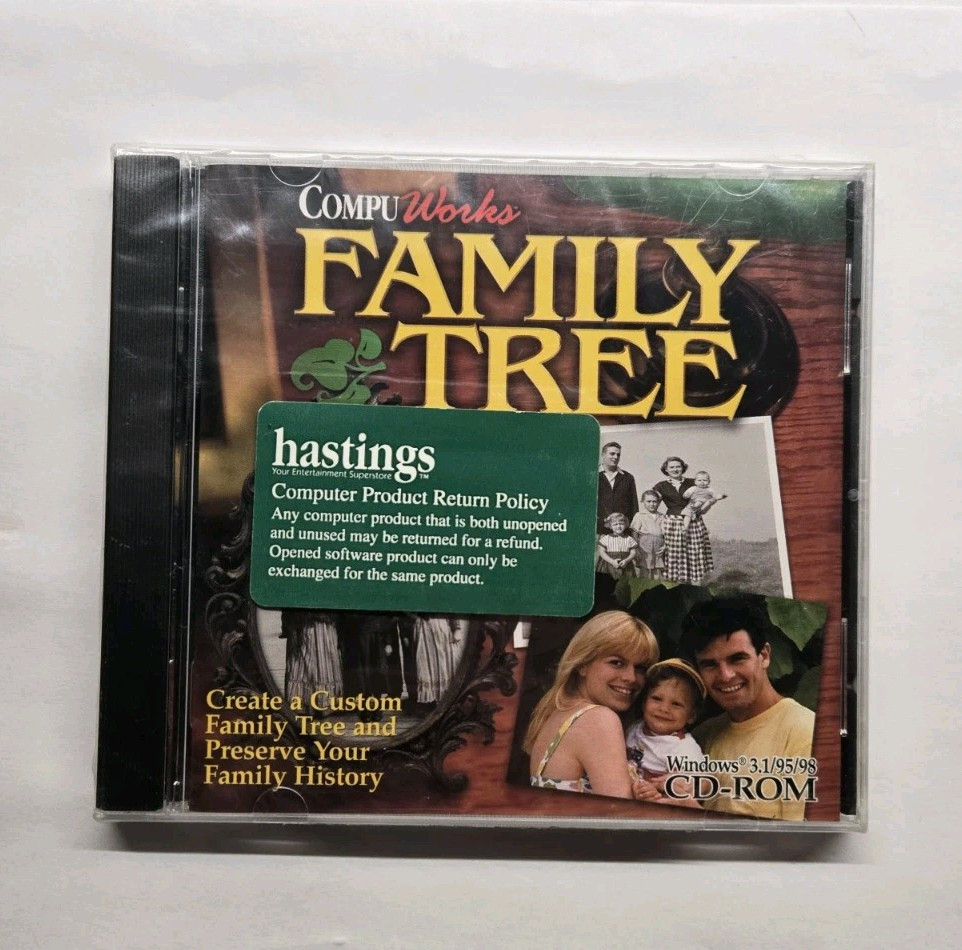 COMPUWorks
FAMILY
TREE
hastings
Your Entertainment Superstore™
Computer Product Return Policy
Any computer product that is both unopened
and unused may be returned for a refund.
Opened software product can only be
exchanged for the same product.
Create a Custom
Family Tree and
Preserve Your
Family History
Windows® 3.1/95/98
CD-ROM